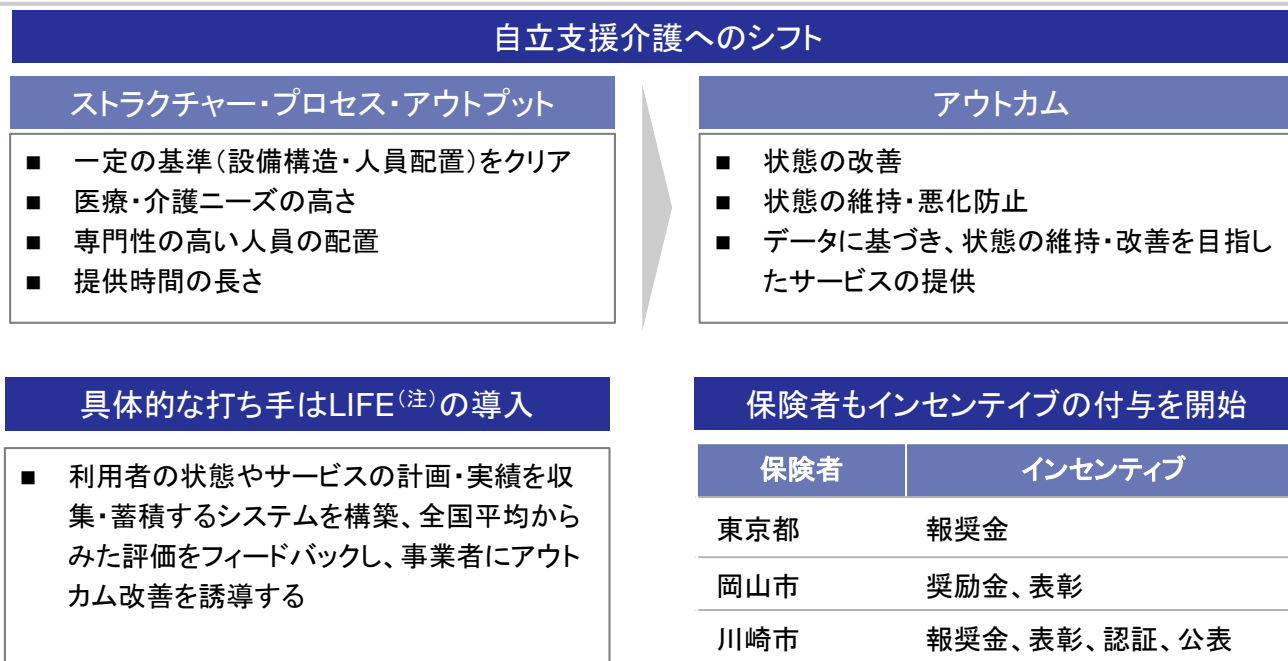 自立支援介護へのシフト
ストラクチャー・プロセス・アウトプット
■ 一定の基準(設備構造・人員配置)をクリア
■ 医療・介護ニーズの高さ
■ 専門性の高い人員の配置
■ 提供時間の長さ
アウトカム
■ 状態の改善
■ 状態の維持・悪化防止
■ データに基づき、状態の維持・改善を目指し
たサービスの提供
具体的な打ち手はLIFE(注)の導入
■ 利用者の状態やサービスの計画・実績を収
集・蓄積するシステムを構築、全国平均から
みた評価をフィードバックし、事業者にアウト
カム改善を誘導する
保険者もインセンテイブの付与を開始
保険者 インセンティブ
東京都 報奨金
岡山市 奨励金、表彰
川崎市 報奨金、表彰、認証、公表